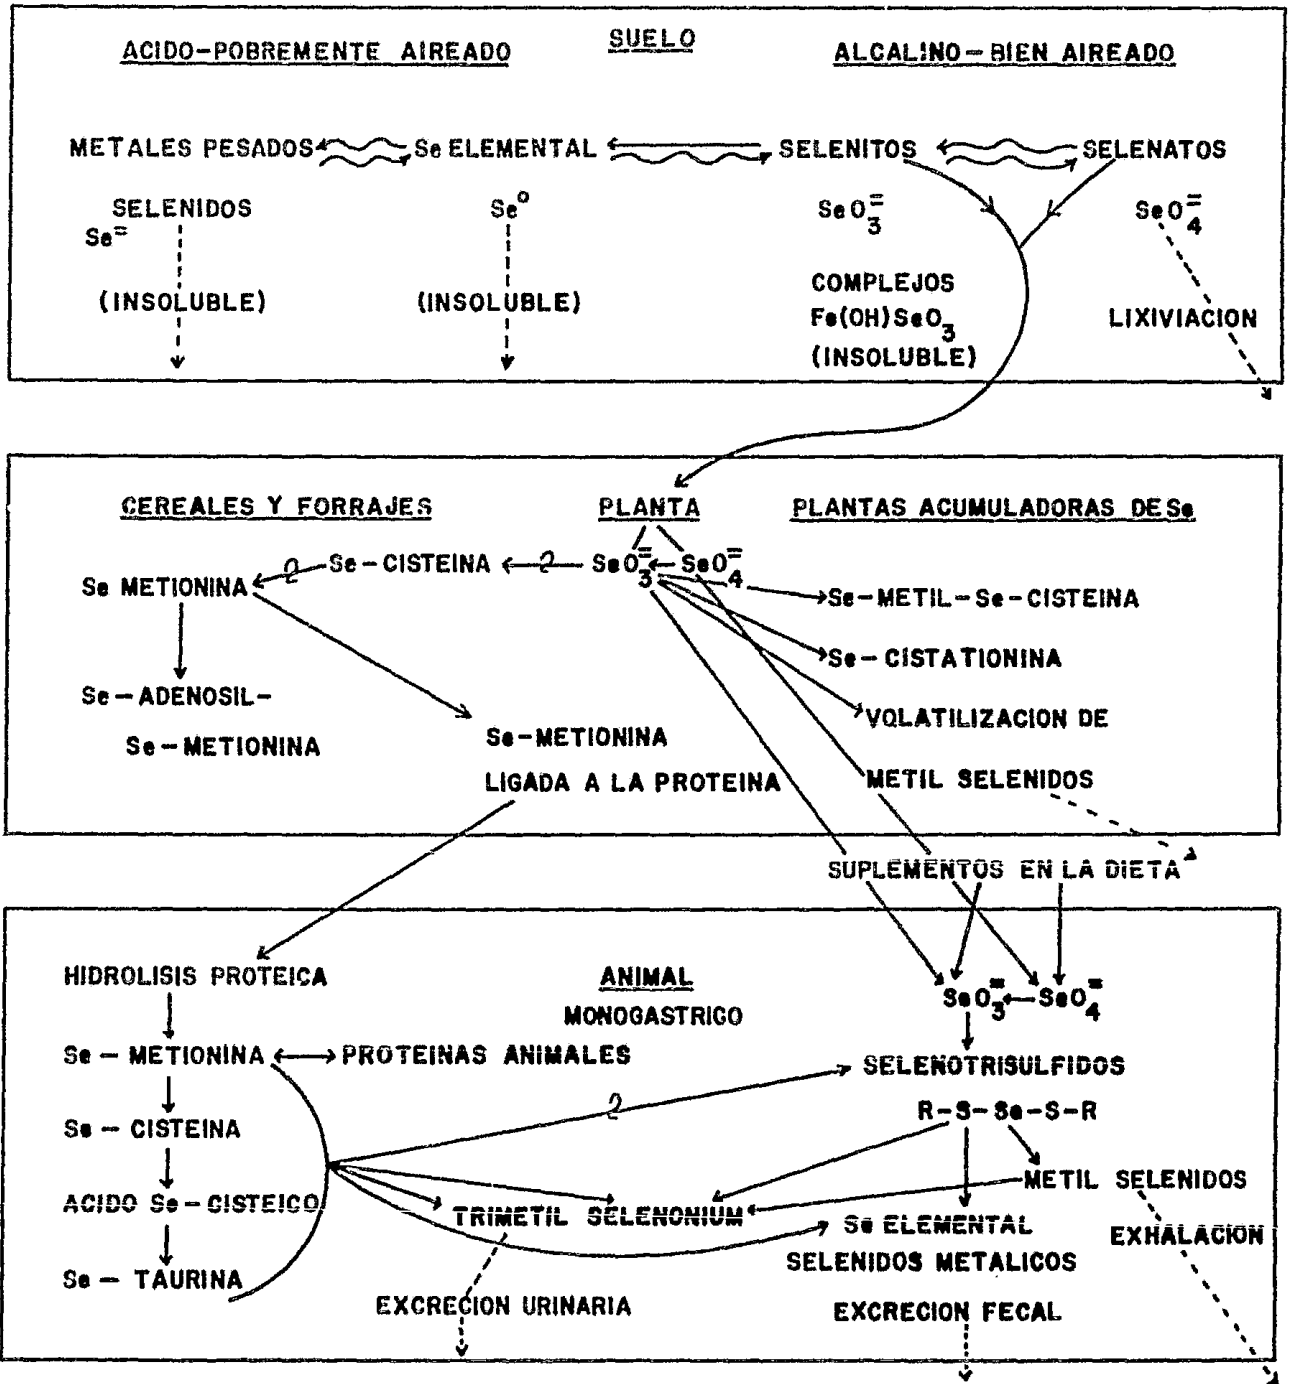 SUELO
ACIDO-POBREMENTE AIREADO
ALCALINO-BIEN AIREADO
METALES PESADOS
Se ELEMENTAL
SELENITOS
SELENATOS
SELENIDOS
Se=
Se°
SeO3=
SeO4=
(INSOLUBLE)
(INSOLUBLE)
COMPLEJOS
Fe(OH)SeO3
(INSOLUBLE)
LIXIVIACION
CEREALES Y FORRAJES
PLANTA
PLANTAS ACUMULADORAS DE Se
Se METIONINA
Se-CISTEINA
SeO3=
SeO4=
Se-METIL-Se-CISTEINA
Se-CISTATIONINA
Se-ADENOSIL-
Se-METIONINA
Se-METIONINA
LIGADA A LA PROTEINA
VOLATILIZACION DE
METIL SELENIDOS
SUPLEMENTOS EN LA DIETA
HIDROLISIS PROTEICA
ANIMAL
MONOGASTRICO
SeO3=
SeO4=
Se-METIONINA
PROTEINAS ANIMALES
SELENOTRISULFIDOS
R-S-Se-S-R
Se-CISTEINA
ACIDO Se-CISTEICO
METIL SELENIDOS
TRIMETIL SELENONIUM
Se ELEMENTAL
SELENIDOS METALICOS
EXHALACION
Se-TAURINA
EXCRECION URINARIA
EXCRECION FECAL